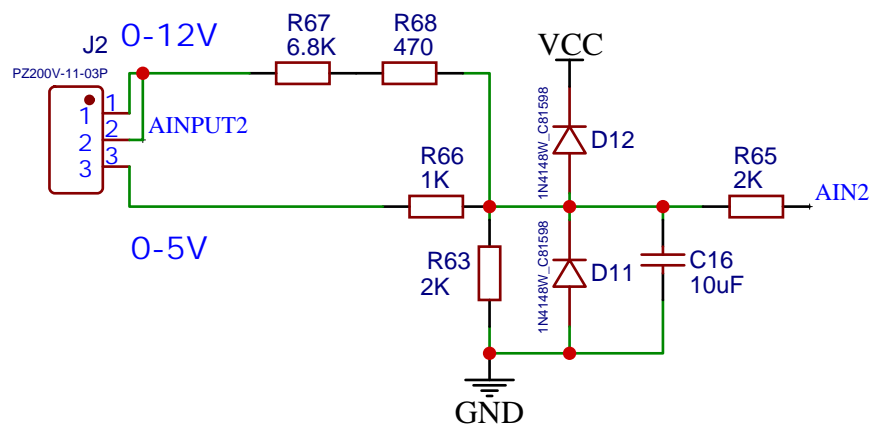 J2
0-12V
PZ200V-11-03P
R67
6.8K
R68
470
VCC
1
2
3
1
2
3
AINPUT2
1N4148W_C81598
D12
R66
1K
R65
2K
AIN2
0-5V
R63
2K
1N4148W_C81598
D11
C16
10uF
GND